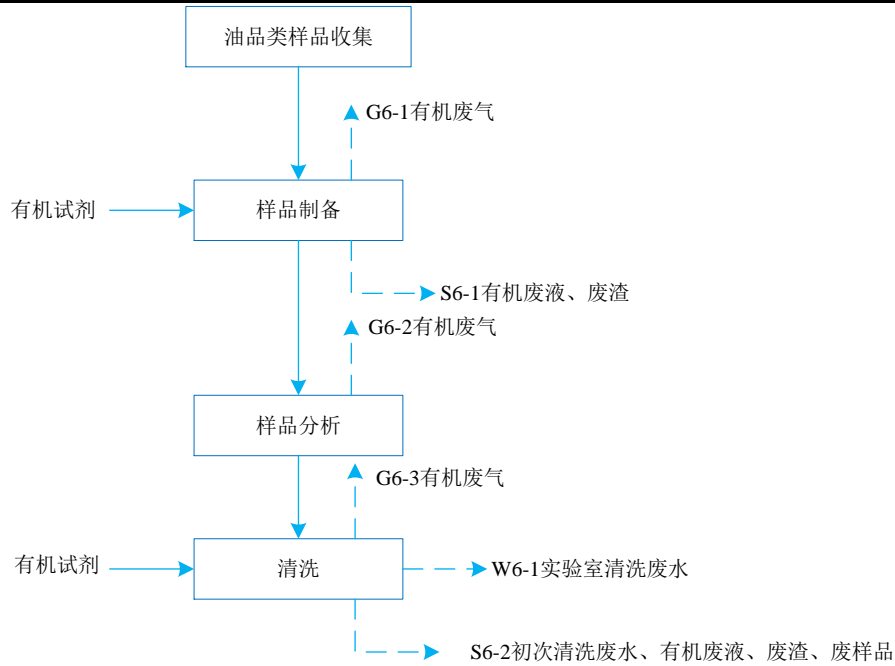 油品类样品收集
G6-1有机废气
有机试剂
样品制备
S6-1有机废液、废渣
G6-2有机废气
样品分析
G6-3有机废气
有机试剂
清洗
W6-1实验室清洗废水
S6-2初次清洗废水、有机废液、废渣、废样品